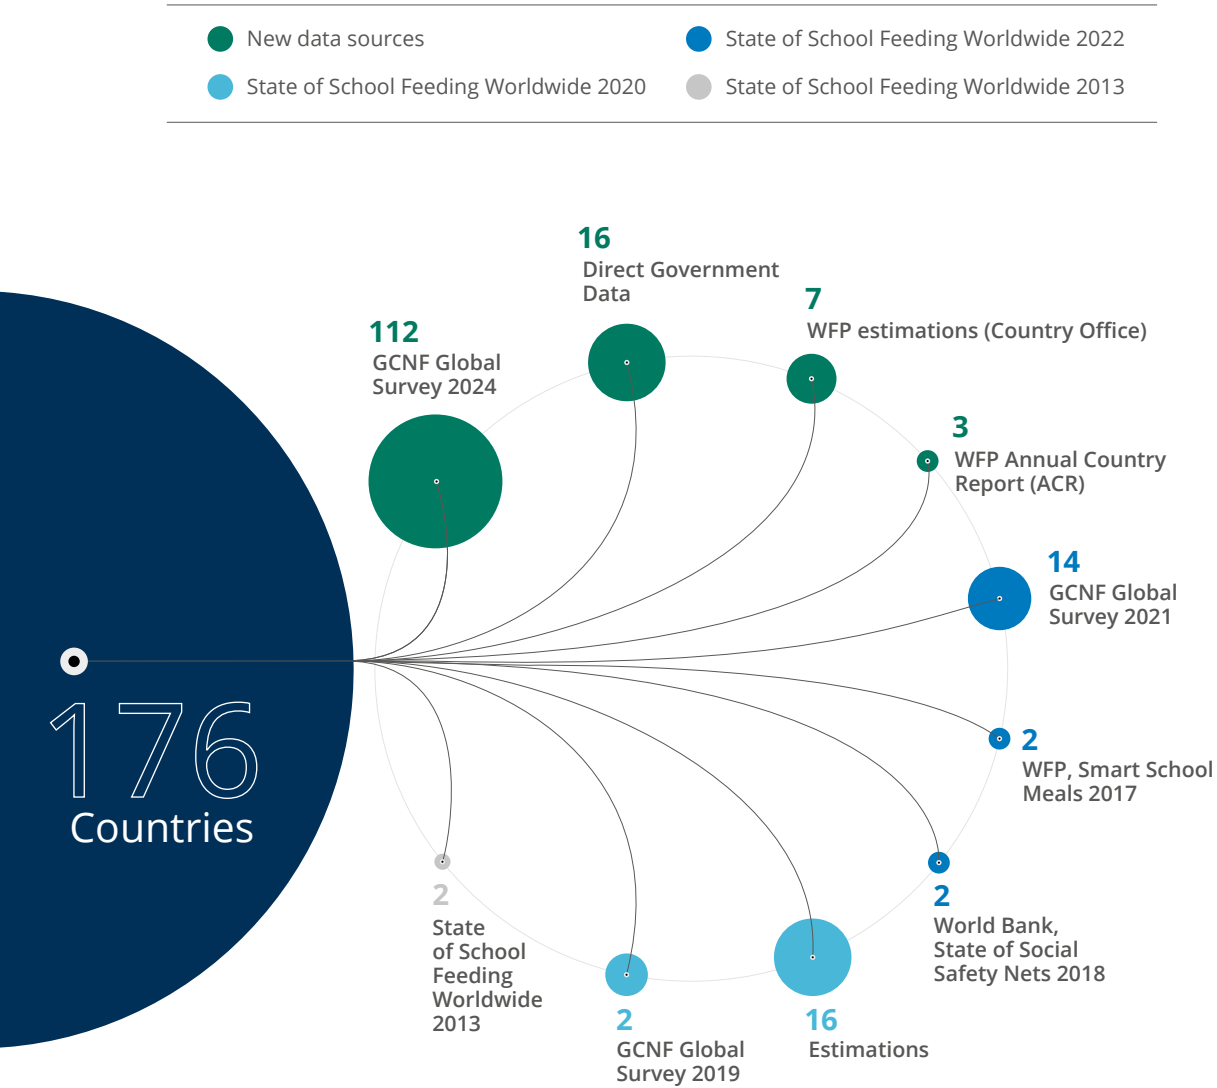 New data sources
State of School Feeding Worldwide 2022
State of School Feeding Worldwide 2020
State of School Feeding Worldwide 2013
16
Direct Government
Data
7
WFP estimations (Country Office)
112
GCNF Global
Survey 2024
3
WFP Annual Country
Report (ACR)
14
GCNF Global
Survey 2021
176
Countries
2
WFP, Smart School
Meals 2017
2
World Bank,
State of Social
Safety Nets 2018
2
State
of School
Feeding
Worldwide
2013
2
GCNF Global
Survey 2019
16
Estimations